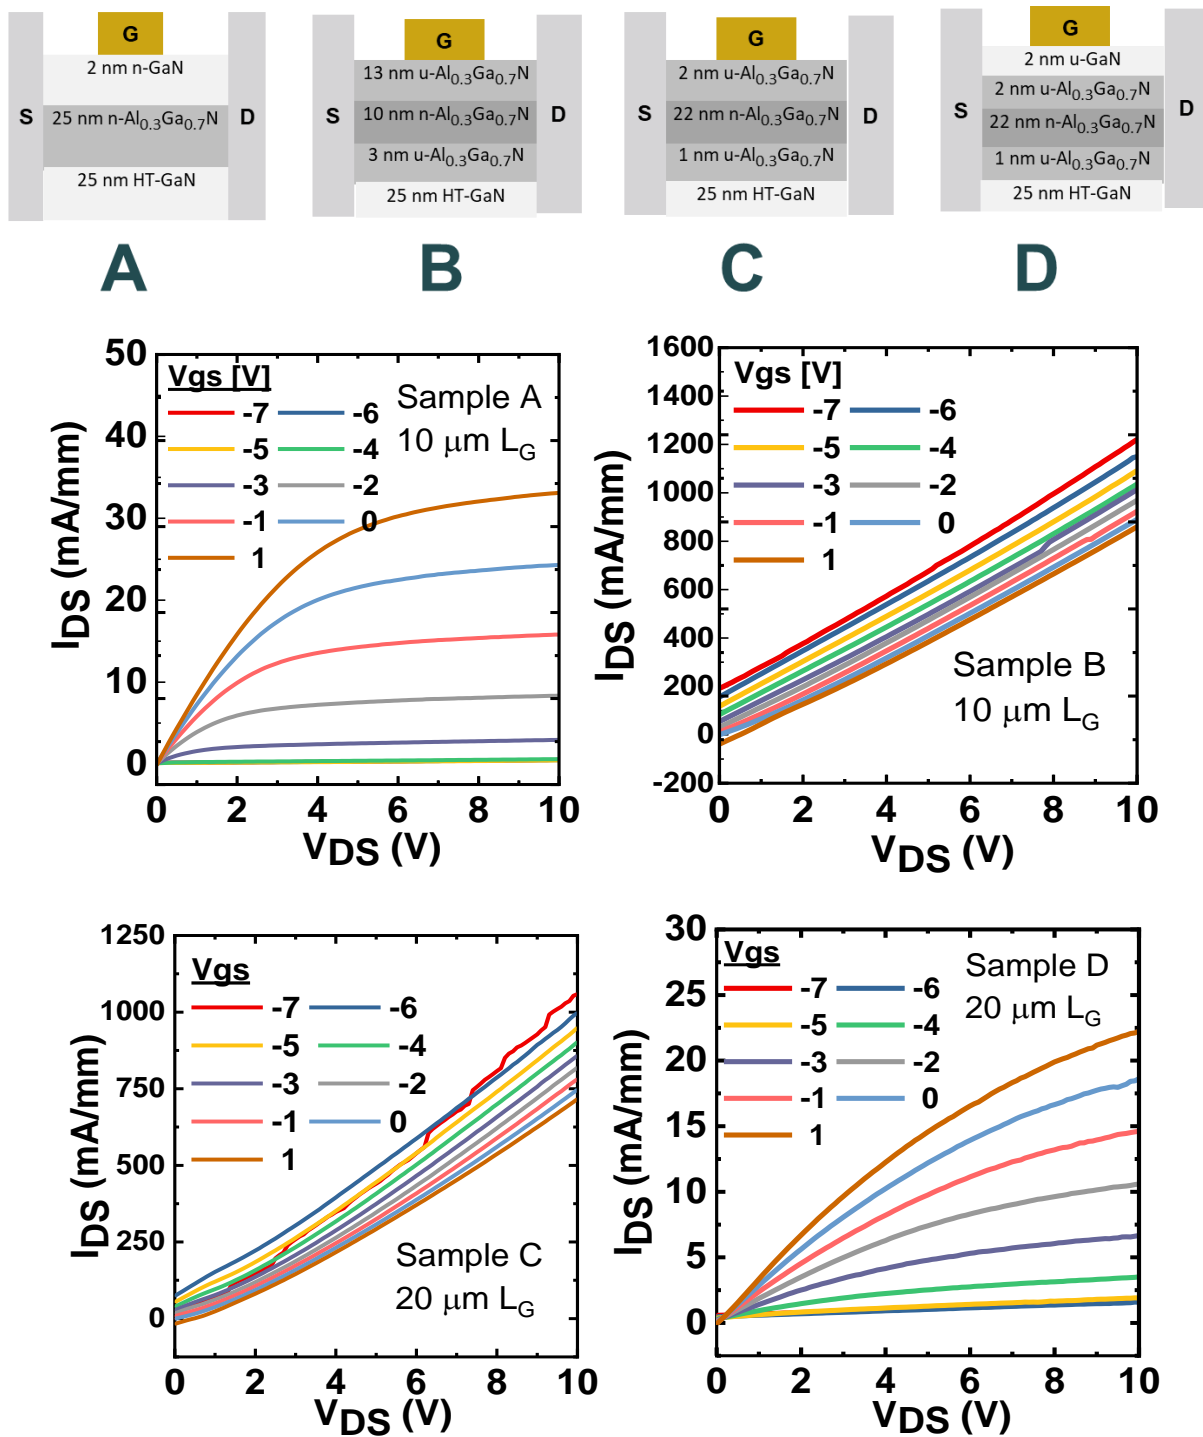 G
2 nm n-GaN
S
25 nm n-Al0.3Ga0.7N
D
25 nm HT-GaN
A
G
13 nm u-Al0.3Ga0.7N
S
10 nm n-Al0.3Ga0.7N
D
3 nm u-Al0.3Ga0.7N
25 nm HT-GaN
B
G
2 nm u-Al0.3Ga0.7N
S
22 nm n-Al0.3Ga0.7N
D
1 nm u-Al0.3Ga0.7N
25 nm HT-GaN
C
G
2 nm u-GaN
2 nm u-Al0.3Ga0.7N
S
22 nm n-Al0.3Ga0.7N
D
1 nm u-Al0.3Ga0.7N
25 nm HT-GaN
D
50
40
30
20
10
0
IDS (mA/mm)
Vgs [V]
-7 -6
-5 -4
-3 -2
-1 0
1
Sample A
10 μm LG
0 2 4 6 8 10
VDS (V)
1600
1400
1200
1000
800
600
400
200
0
-200
IDS (mA/mm)
Vgs [V]
-7 -6
-5 -4
-3 -2
-1 0
1
Sample B
10 μm LG
0 2 4 6 8 10
VDS (V)
1250
1000
750
500
250
0
IDS (mA/mm)
Vgs
-7 -6
-5 -4
-3 -2
-1 0
1
Sample C
20 μm LG
0 2 4 6 8 10
VDS (V)
30
25
20
15
10
5
0
IDS (mA/mm)
Vgs
-7 -6
-5 -4
-3 -2
-1 0
1
Sample D
20 μm LG
0 2 4 6 8 10
VDS (V)